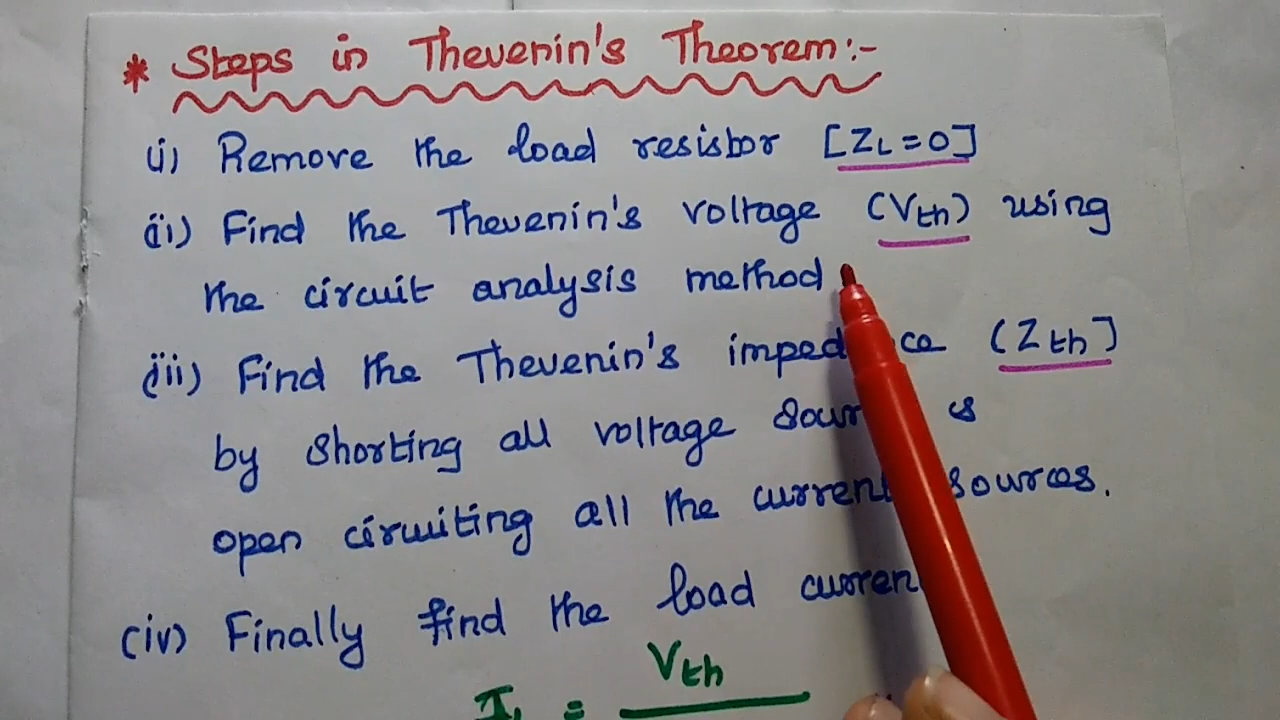 * Steps in Thevenin's Theorem:-
(i) Remove the load resistor [ZL=0]
(ii) Find the Thevenin's voltage (Vth) using
the circuit analysis method
(iii) Find the Thevenin's (Zth]
by shorting all voltage
open circuiting all the current sources.
(iv) Finally find the load
Vth
IL =